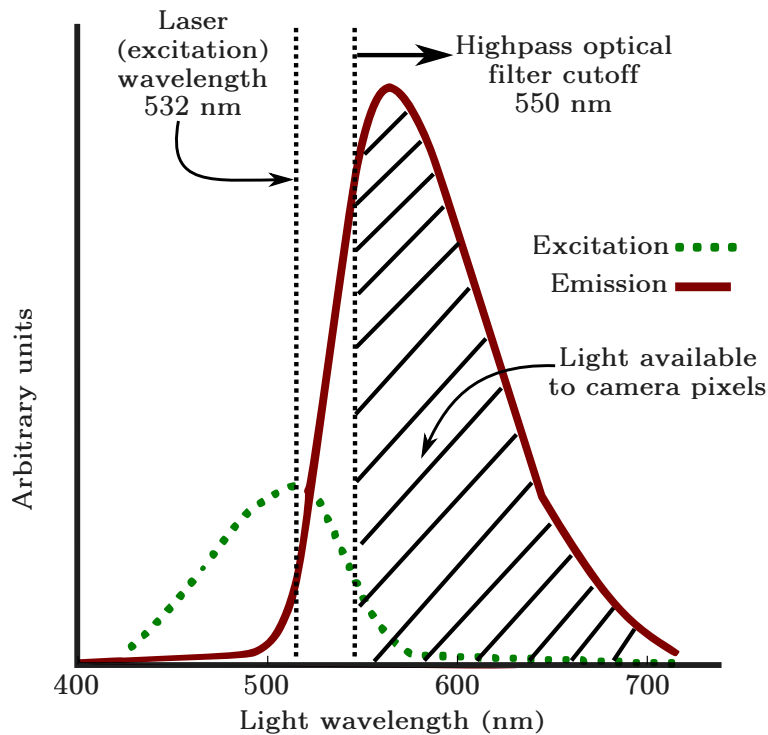 Laser
(excitation)
wavelength
532 nm
Highpass optical
filter cutoff
550 nm
Excitation
Emission
Light available
to camera pixels
Arbitrary units
400
500
600
700
Light wavelength (nm)